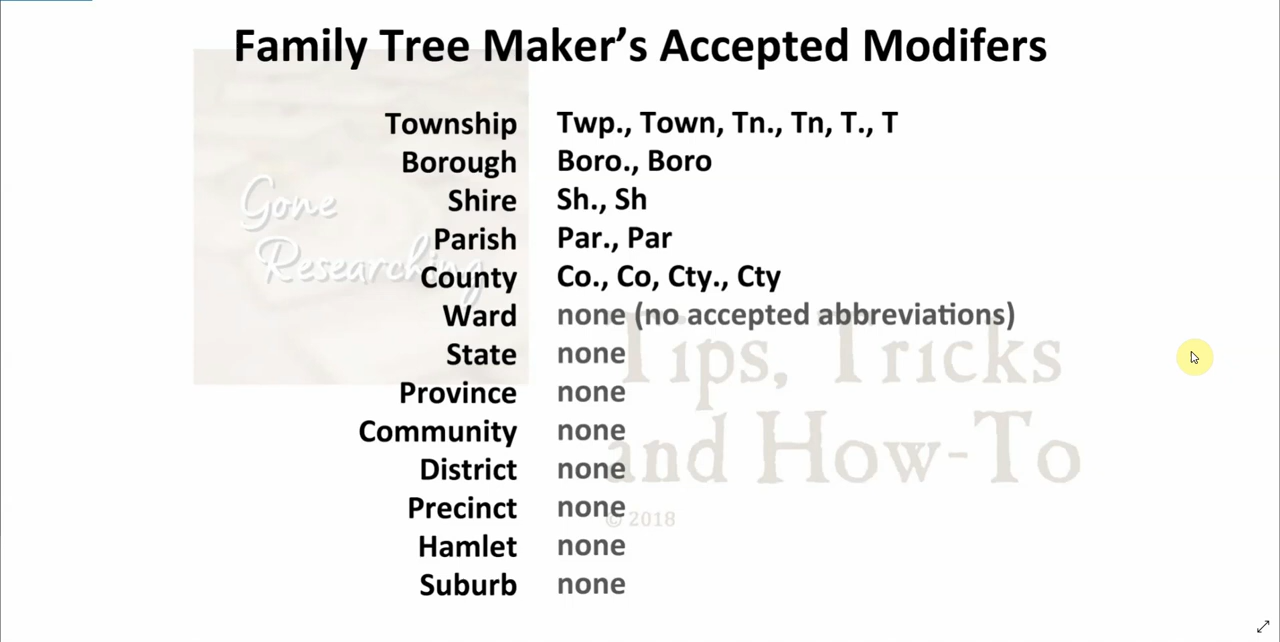 Family Tree Maker's Accepted Modifers
Township Twp., Town, Tn., Tn, T., T
Borough Boro., Boro
Shire Sh., Sh
Parish Par., Par
County Co., Co, Cty., Cty
Ward none (no accepted abbreviations)
State none
Province none
Community none
District none
Precinct none
Hamlet none
Suburb none
Gone
Researching
Tips, Tricks
and How-To
© 2018